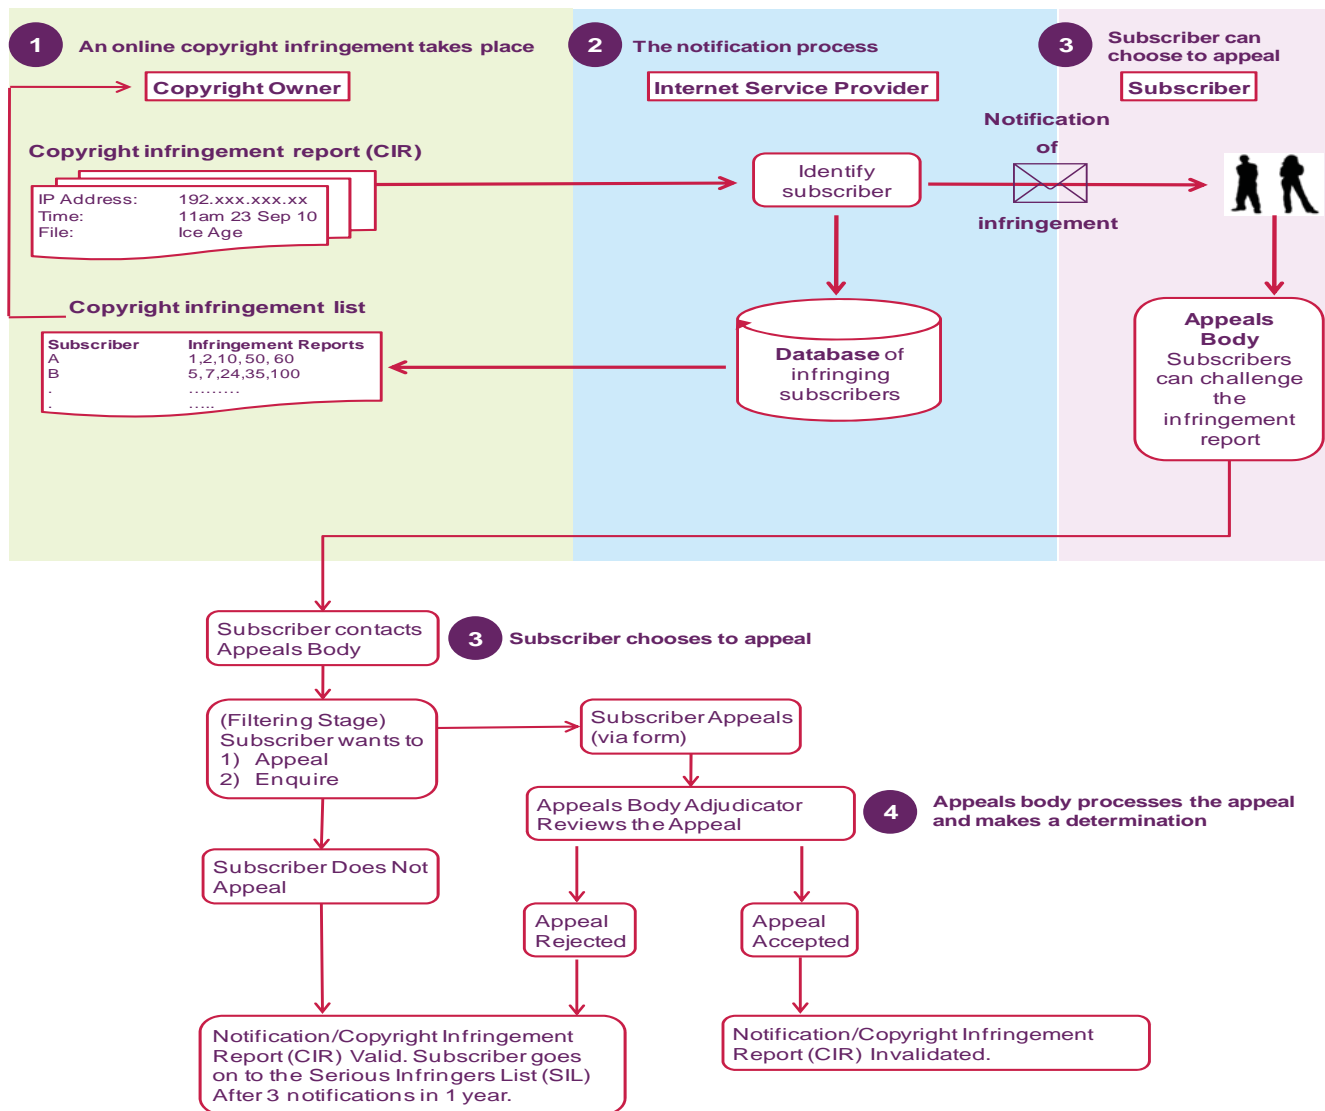 1
An online copyright infringement takes place
2
The notification process
3
Subscriber can
choose to appeal
Copyright Owner
Internet Service Provider
Subscriber
Copyright infringement report (CIR)
IP Address: 192.xxx.xxx.xx
Time: 11am 23 Sep 10
File: Ice Age
Identify
subscriber
Notification
of
infringement
Copyright infringement list
Subscriber Infringement Reports
A 1,2,10, 50, 60
B 5,7,24,35,100
. .........
. .....
Database of
infringing
subscribers
Appeals
Body
Subscribers
can challenge
the
infringement
report
Subscriber contacts
Appeals Body
3
Subscriber chooses to appeal
(Filtering Stage)
Subscriber wants to
1) Appeal
2) Enquire
Subscriber Appeals
(via form)
Appeals Body Adjudicator
Reviews the Appeal
4
Appeals body processes the appeal
and makes a determination
Subscriber Does Not
Appeal
Appeal
Rejected
Appeal
Accepted
Notification/Copyright Infringement
Report (CIR) Valid. Subscriber goes
on to the Serious Infringers List (SIL)
After 3 notifications in 1 year.
Notification/Copyright Infringement
Report (CIR) Invalidated.